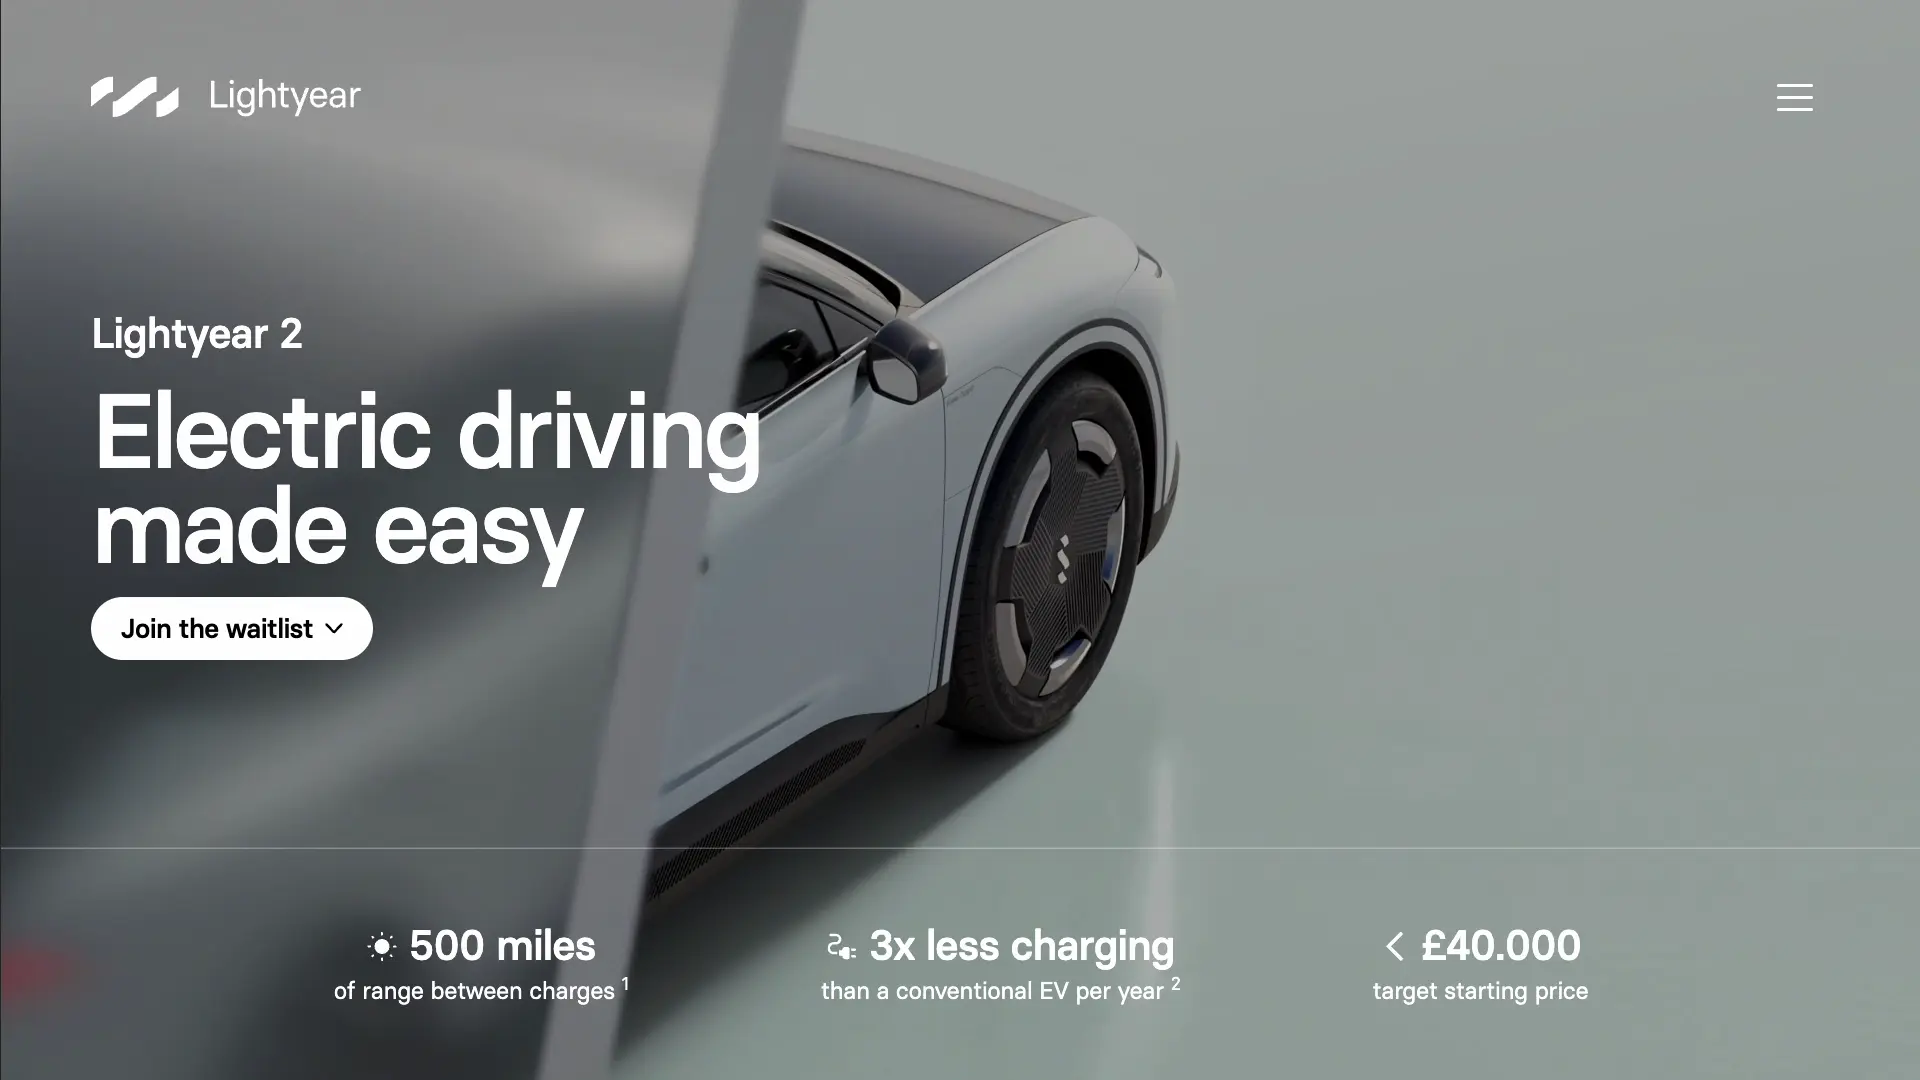 Lightyear
Lightyear 2
Electric driving
made easy
Join the waitlist
500 miles
of range between charges 1
3x less charging
than a conventional EV per year 2
< £40.000
target starting price